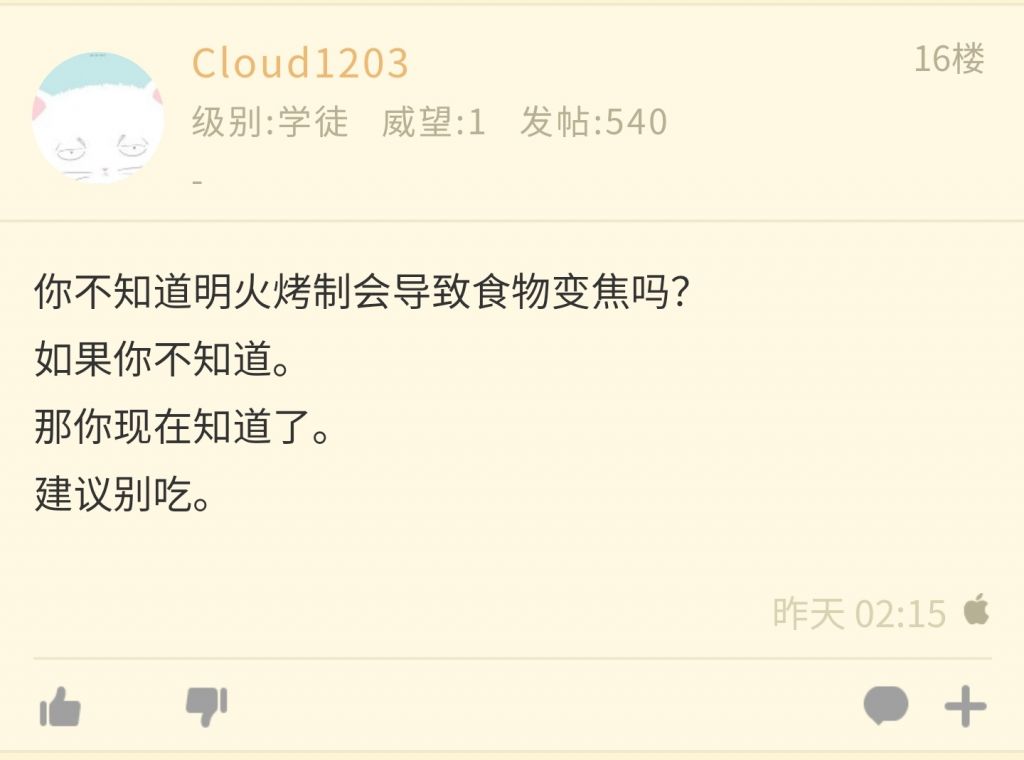 Cloud1203
16楼
级别:学徒 威望:1 发帖:540
-
你不知道明火烤制会导致食物变焦吗？
如果你不知道。
那你现在知道了。
建议别吃。
昨天 02:15